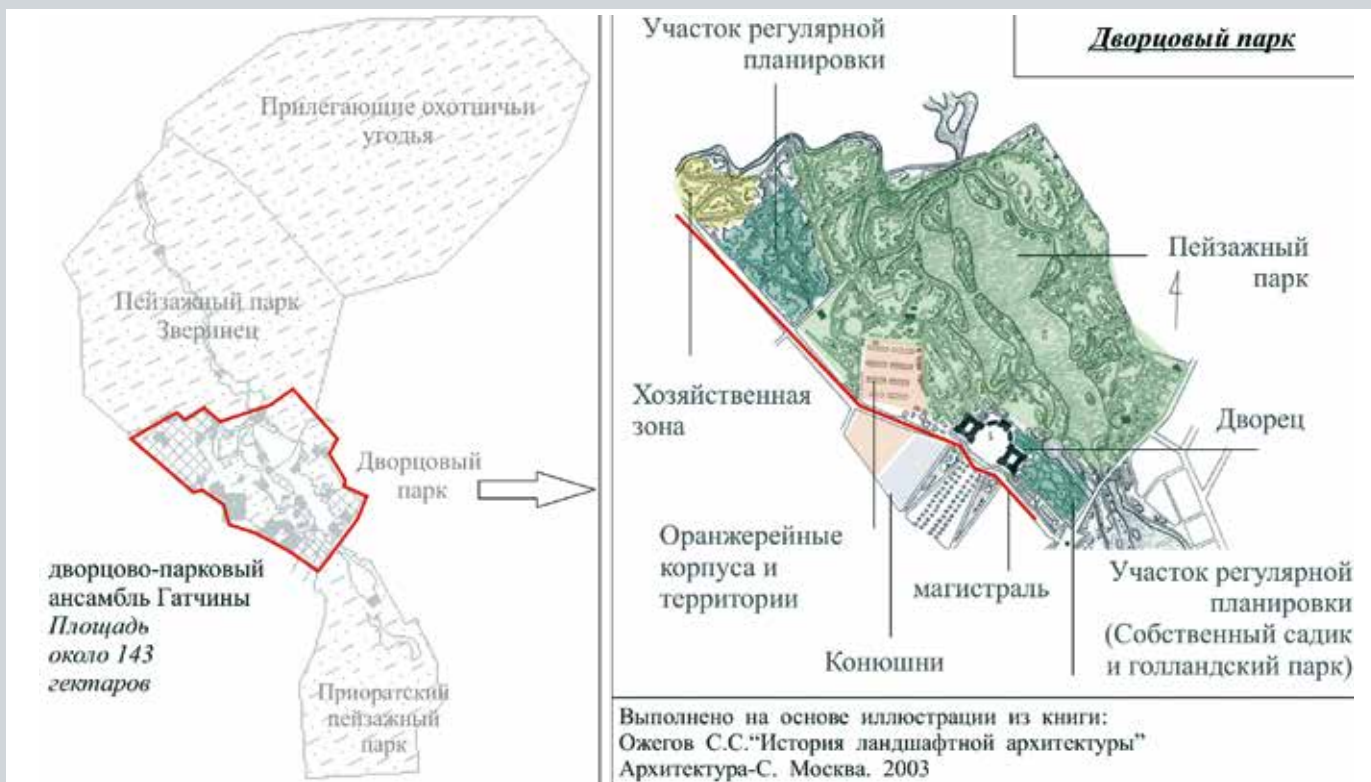 Прилегающие охотничьи
угодья
Пейзажный парк
Зверинец
Дворцовый
парк
дворцово-парковый
ансамбль Гатчины
Площадь
около 143
гектаров
Приоратский
пейзажный
парк
Участок регулярной
планировки
Дворцовый парк
Пейзажный
парк
Хозяйственная
зона
Дворец
Оранжерейные
корпуса и
территории
магистраль
Конюшни
Участок регулярной
планировки
(Собственный садик
и голландский парк)
Выполнено на основе иллюстрации из книги:
Ожегов С.С.“История ландшафтной архитектуры”
Архитектура-С. Москва. 2003